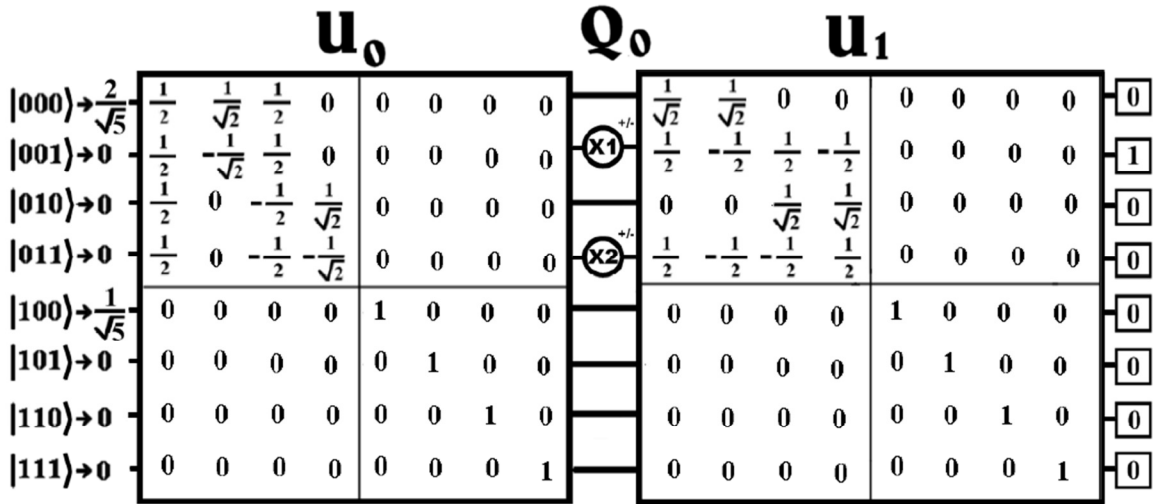 u₀ Q₀ u₁
|000⟩→2/√5 1/2 1/√2 1/2 0 0 0 0 0 1/√2 1/√2 0 0 0 0 0 0 0
|001⟩→0 1/2 -1/√2 1/2 0 0 0 0 0 X1 +/- 1/2 -1/2 1/2 -1/2 0 0 0 0 1
|010⟩→0 1/2 0 -1/2 1/√2 0 0 0 0 0 0 1/√2 1/√2 0 0 0 0 0
|011⟩→0 1/2 0 -1/2 -1/√2 0 0 0 0 X2 +/- 1/2 -1/2 -1/2 1/2 0 0 0 0 0
|100⟩→1/√5 0 0 0 0 1 0 0 0 0 0 0 0 1 0 0 0 0
|101⟩→0 0 0 0 0 0 1 0 0 0 0 0 0 0 1 0 0 0
|110⟩→0 0 0 0 0 0 0 1 0 0 0 0 0 0 0 1 0 0
|111⟩→0 0 0 0 0 0 0 0 1 0 0 0 0 0 0 0 1 0